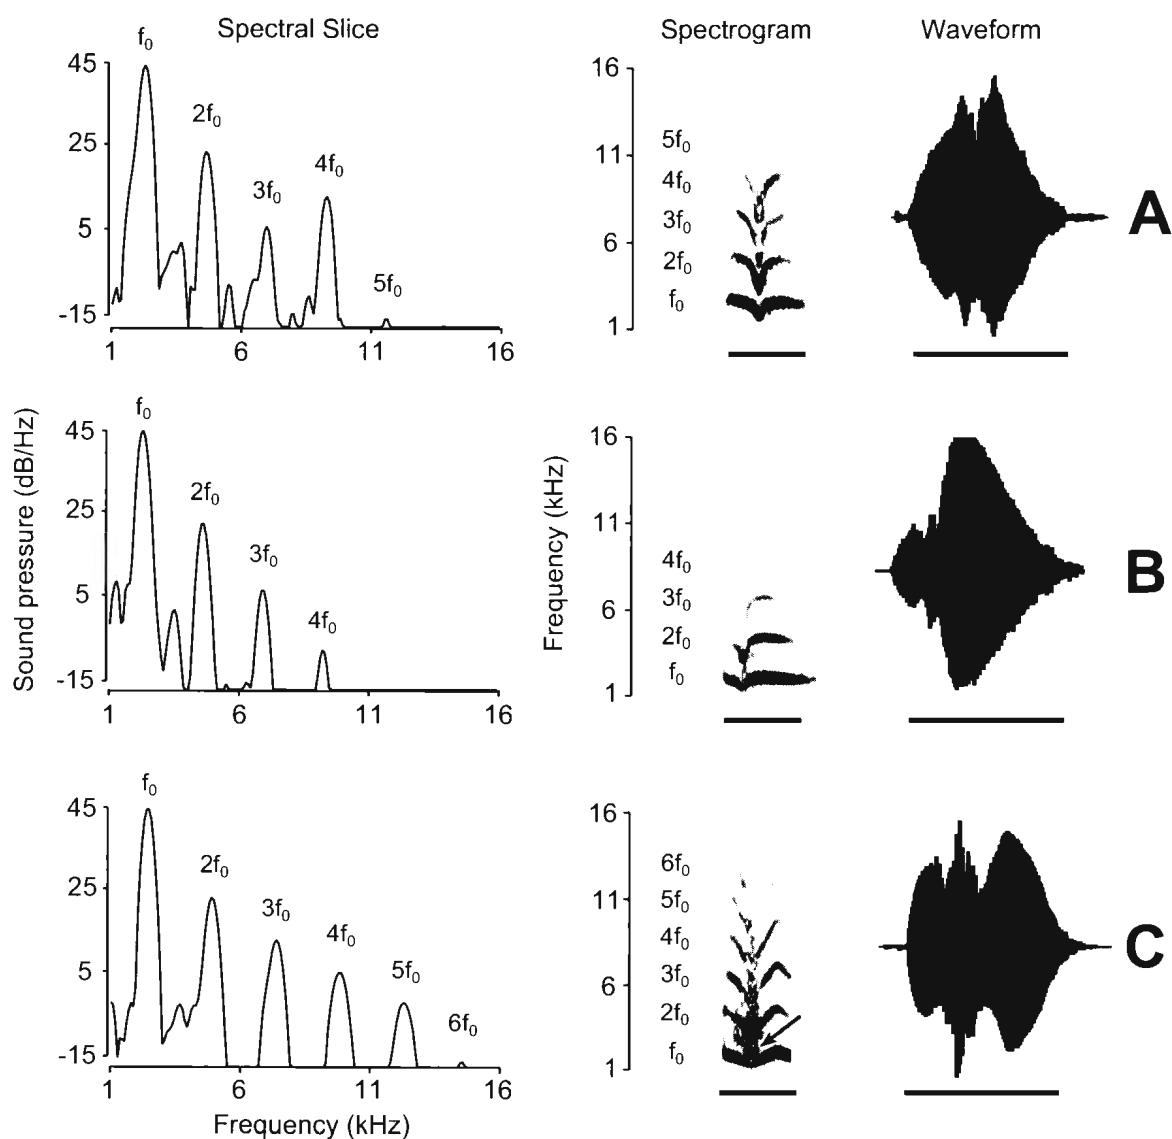 Spectral Slice
Spectrogram
Waveform
f₀
2f₀
3f₀
4f₀
5f₀
45
25
5
-15
1 6 11 16
16
11
6
1
5f₀
4f₀
3f₀
2f₀
f₀
A
Sound pressure (dB/Hz)
f₀
2f₀
3f₀
4f₀
45
25
5
-15
1 6 11 16
Frequency (kHz)
16
11
6
1
4f₀
3f₀
2f₀
f₀
B
f₀
2f₀
3f₀
4f₀
5f₀
6f₀
45
25
5
-15
1 6 11 16
Frequency (kHz)
16
11
6
1
6f₀
5f₀
4f₀
3f₀
2f₀
f₀
C